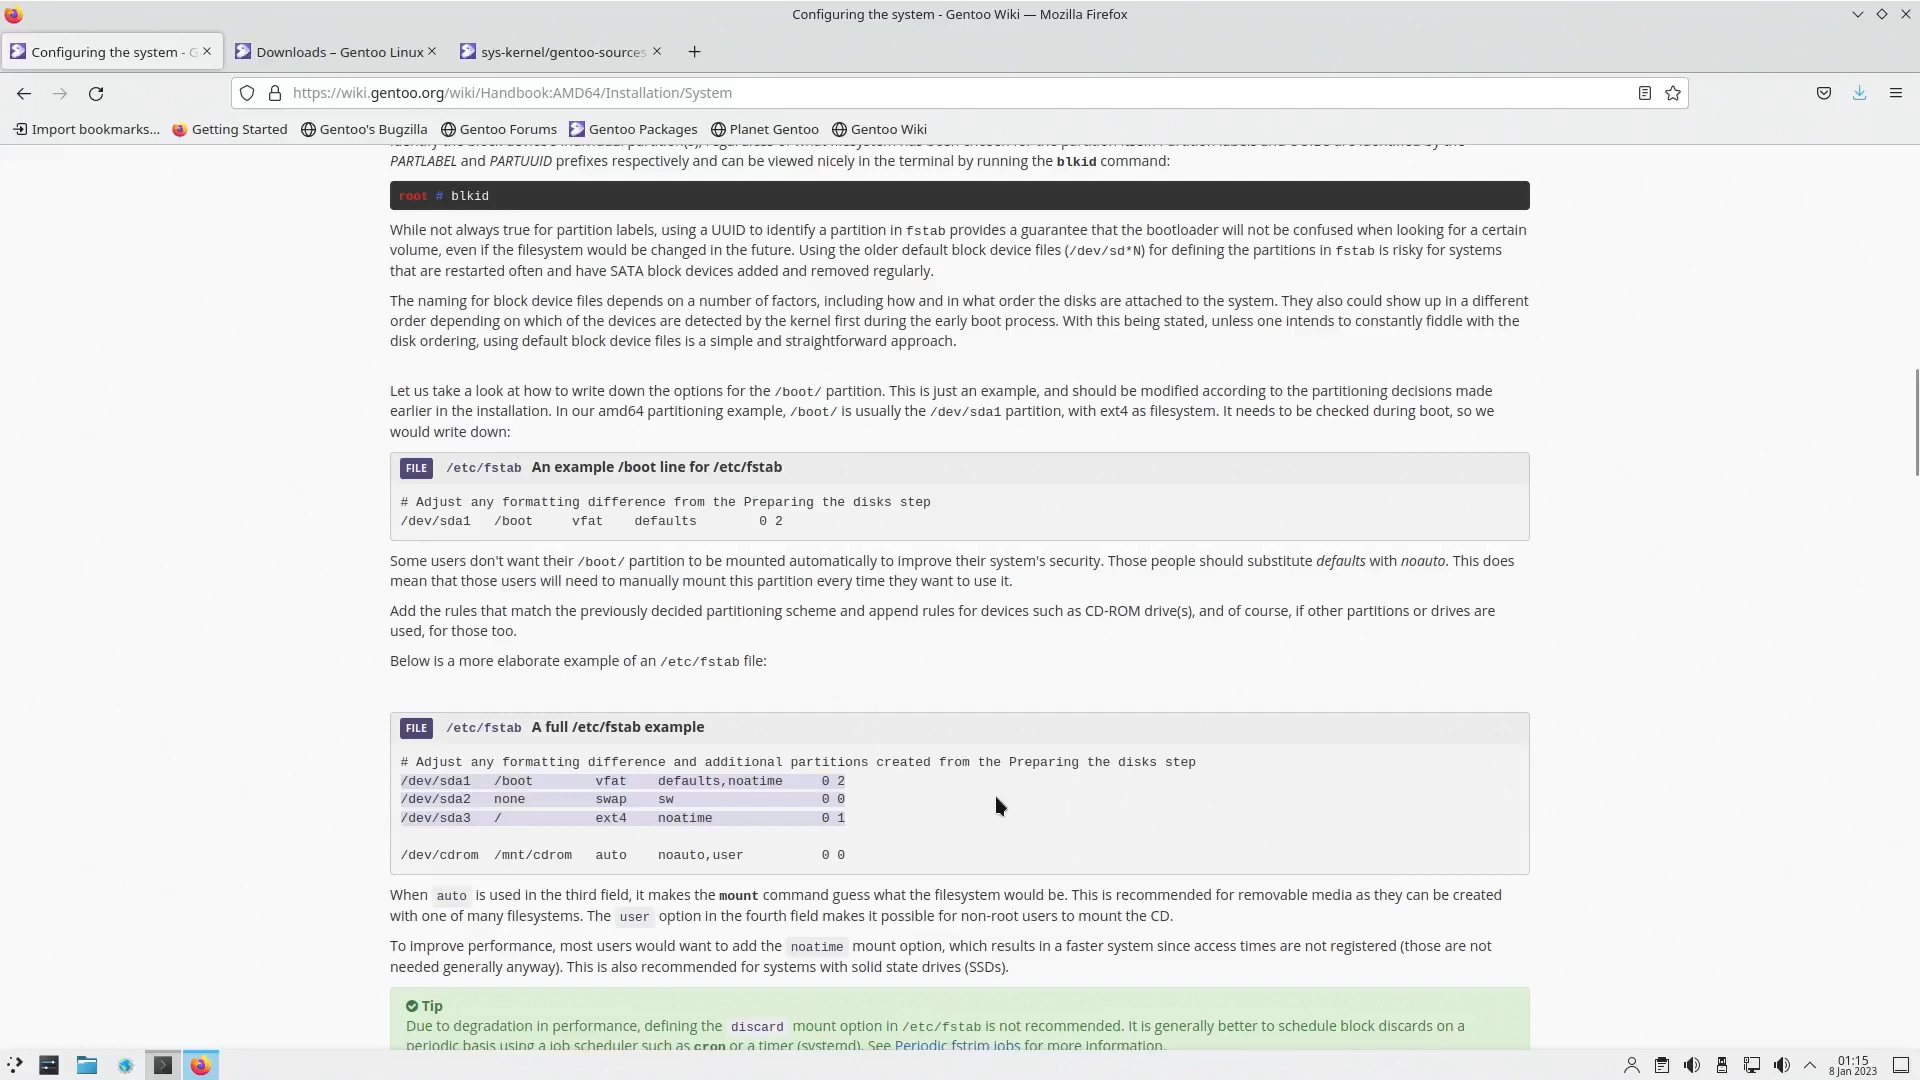 Configuring the system - Gentoo Wiki — Mozilla Firefox
Configuring the system - G
Downloads – Gentoo Linux
sys-kernel/gentoo-sources
https://wiki.gentoo.org/wiki/Handbook:AMD64/Installation/System
Import bookmarks...
Getting Started
Gentoo's Bugzilla
Gentoo Forums
Gentoo Packages
Planet Gentoo
Gentoo Wiki
PARTLABEL and PARTUUID prefixes respectively and can be viewed nicely in the terminal by running the blkid command:
root # blkid
While not always true for partition labels, using a UUID to identify a partition in fstab provides a guarantee that the bootloader will not be confused when looking for a certain
volume, even if the filesystem would be changed in the future. Using the older default block device files (/dev/sd*N) for defining the partitions in fstab is risky for systems
that are restarted often and have SATA block devices added and removed regularly.
The naming for block device files depends on a number of factors, including how and in what order the disks are attached to the system. They also could show up in a different
order depending on which of the devices are detected by the kernel first during the early boot process. With this being stated, unless one intends to constantly fiddle with the
disk ordering, using default block device files is a simple and straightforward approach.
Let us take a look at how to write down the options for the /boot/ partition. This is just an example, and should be modified according to the partitioning decisions made
earlier in the installation. In our amd64 partitioning example, /boot/ is usually the /dev/sda1 partition, with ext4 as filesystem. It needs to be checked during boot, so we
would write down:
FILE /etc/fstab An example /boot line for /etc/fstab
# Adjust any formatting difference from the Preparing the disks step
/dev/sda1 /boot vfat defaults 0 2
Some users don't want their /boot/ partition to be mounted automatically to improve their system's security. Those people should substitute defaults with noauto. This does
mean that those users will need to manually mount this partition every time they want to use it.
Add the rules that match the previously decided partitioning scheme and append rules for devices such as CD-ROM drive(s), and of course, if other partitions or drives are
used, for those too.
Below is a more elaborate example of an /etc/fstab file:
FILE /etc/fstab A full /etc/fstab example
# Adjust any formatting difference and additional partitions created from the Preparing the disks step
/dev/sda1 /boot vfat defaults,noatime 0 2
/dev/sda2 none swap sw 0 0
/dev/sda3 / ext4 noatime 0 1
/dev/cdrom /mnt/cdrom auto noauto,user 0 0
When auto is used in the third field, it makes the mount command guess what the filesystem would be. This is recommended for removable media as they can be created
with one of many filesystems. The user option in the fourth field makes it possible for non-root users to mount the CD.
To improve performance, most users would want to add the noatime mount option, which results in a faster system since access times are not registered (those are not
needed generally anyway). This is also recommended for systems with solid state drives (SSDs).
Tip
Due to degradation in performance, defining the discard mount option in /etc/fstab is not recommended. It is generally better to schedule block discards on a
periodic basis using a job scheduler such as cron or a timer (systemd). See Periodic fstrim jobs for more information.
01:15
8 Jan 2023